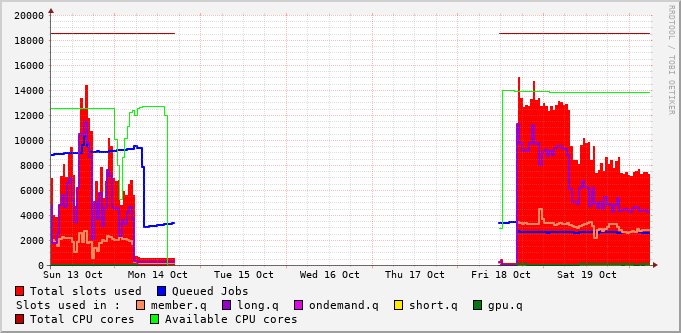 20000
18000
16000
14000
12000
10000
8000
6000
4000
2000
0
Sun 13 Oct Mon 14 Oct Tue 15 Oct Wed 16 Oct Thu 17 Oct Fri 18 Oct Sat 19 Oct
Total slots used Queued Jobs
Slots used in : member.q long.q ondemand.q short.q gpu.q
Total CPU cores Available CPU cores
RRDTOOL / TOBI OETIKER